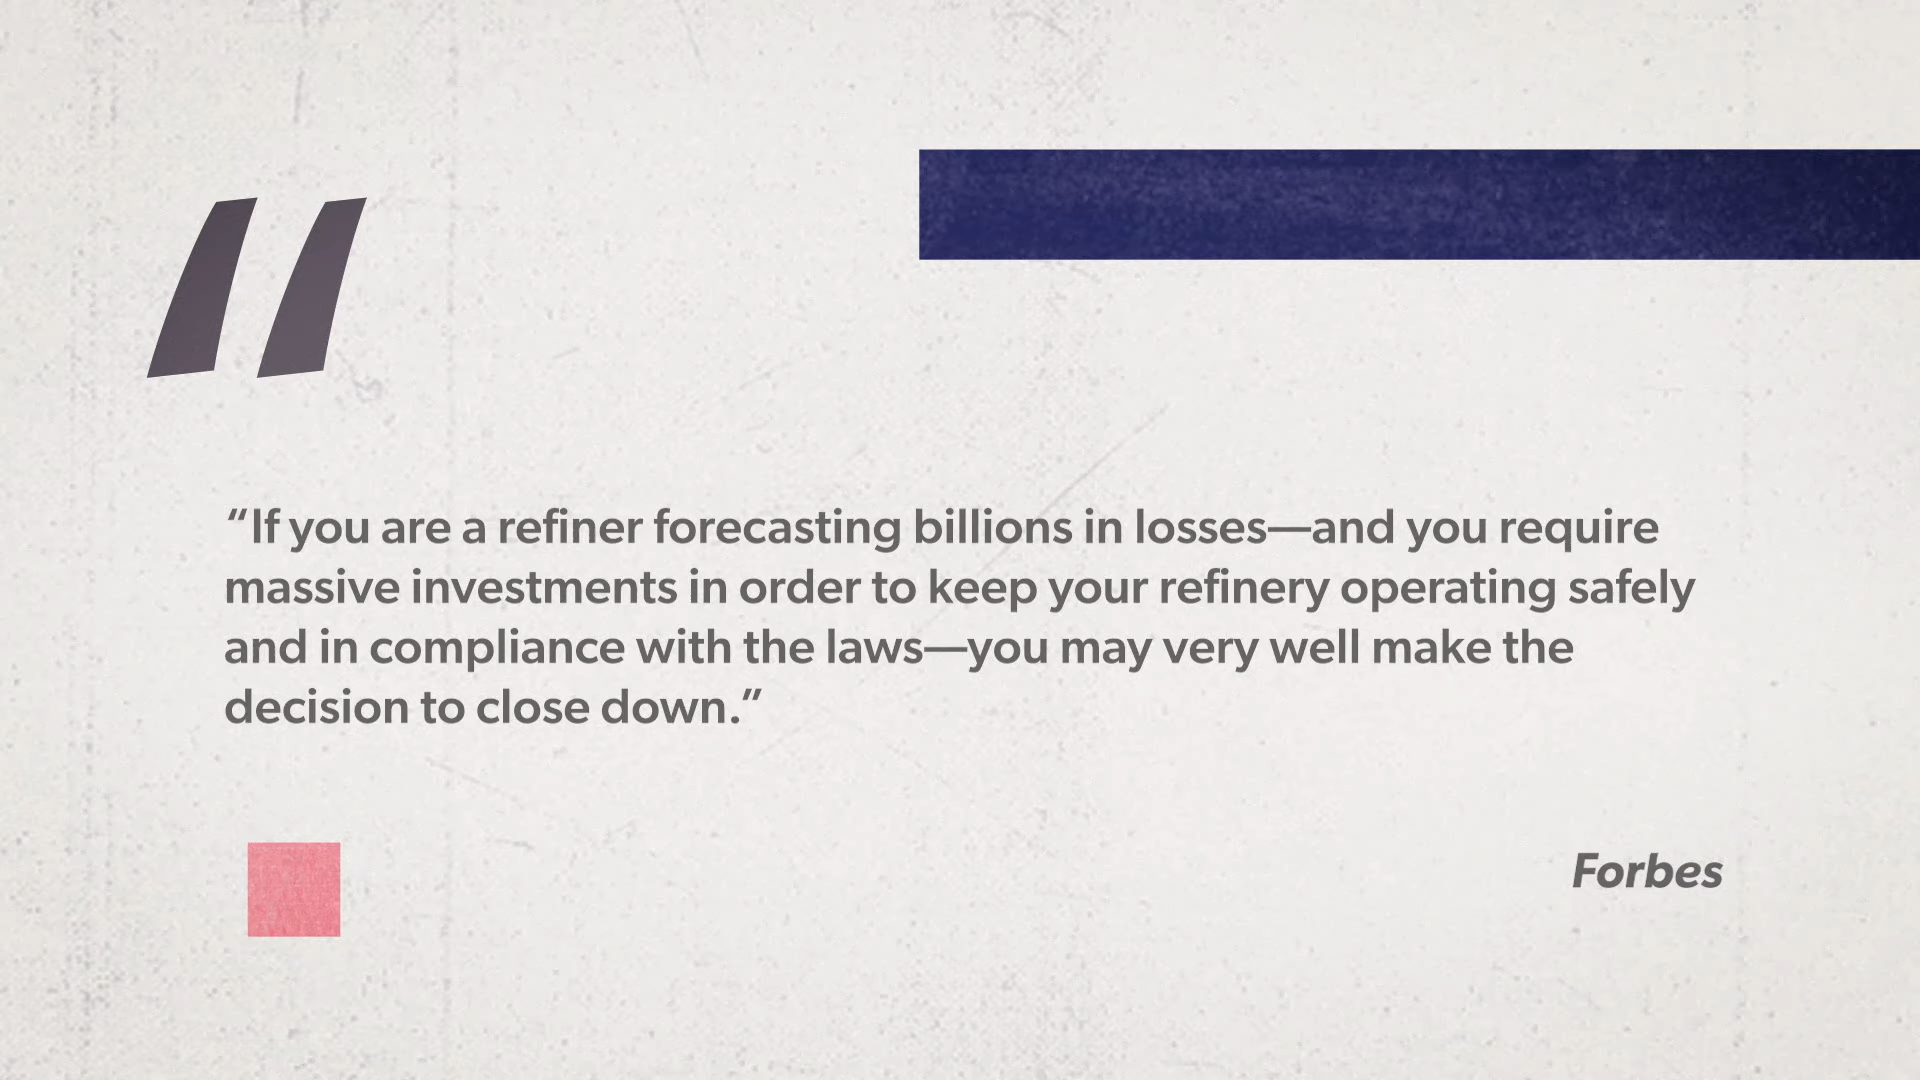 “If you are a refiner forecasting billions in losses—and you require
massive investments in order to keep your refinery operating safely
and in compliance with the laws—you may very well make the
decision to close down.”
Forbes